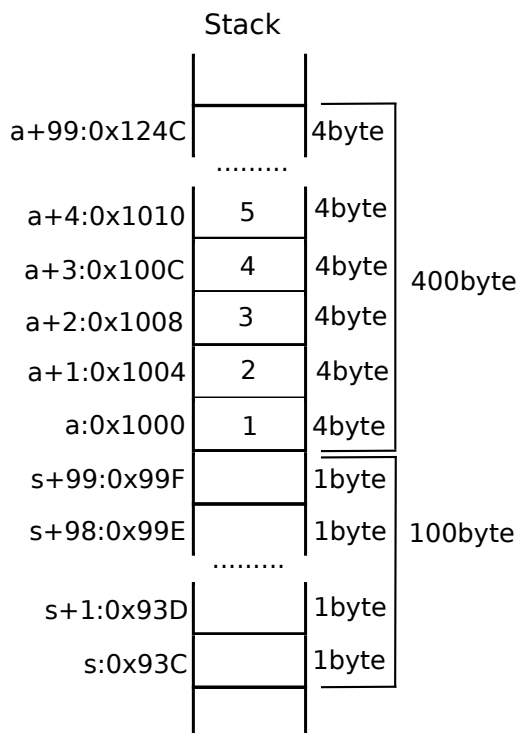 Stack
a+99:0x124C 4byte
.........
a+4:0x1010 5 4byte
a+3:0x100C 4 4byte
400byte
a+2:0x1008 3 4byte
a+1:0x1004 2 4byte
a:0x1000 1 4byte
s+99:0x99F 1byte
s+98:0x99E 1byte
100byte
.........
s+1:0x93D 1byte
s:0x93C 1byte